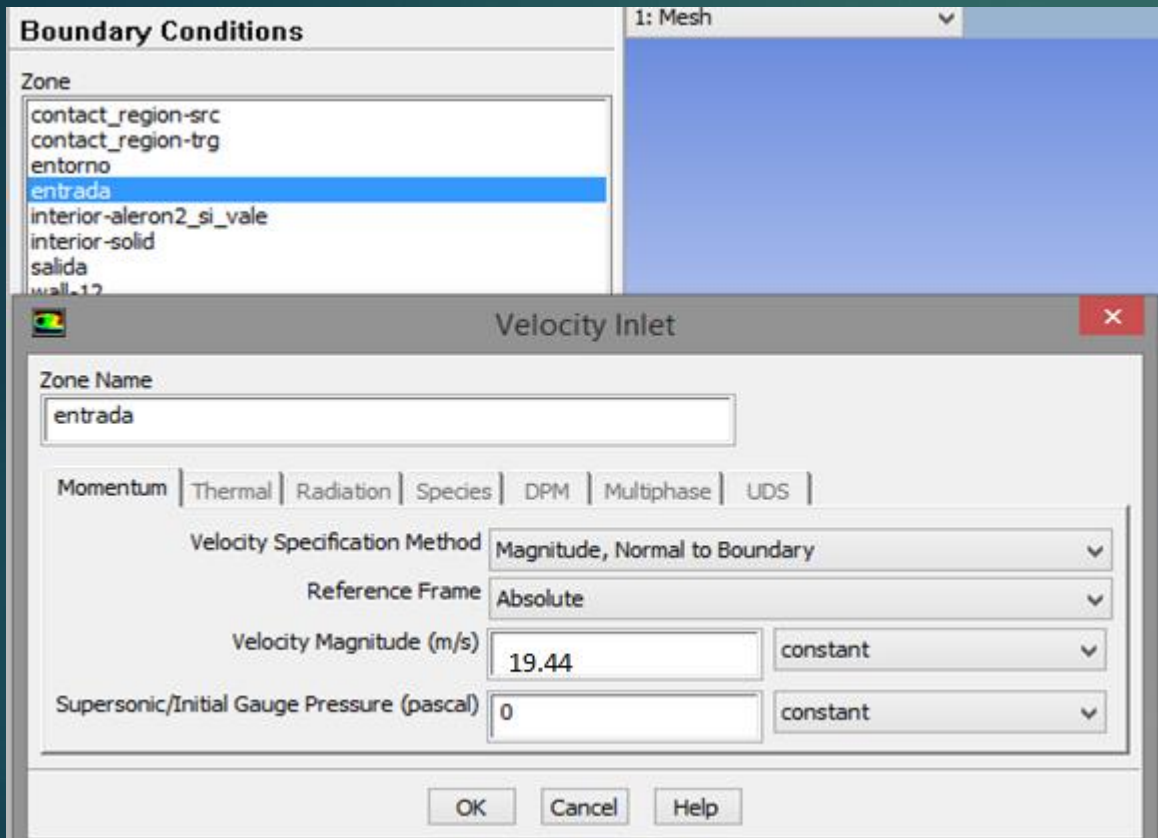 Boundary Conditions
1: Mesh
Zone
contact_region-src
contact_region-trg
entorno
entrada
interior-aleron2_si_vale
interior-solid
salida
wall-12
Velocity Inlet
Zone Name
entrada
Momentum Thermal Radiation Species DPM Multiphase UDS
Velocity Specification Method Magnitude, Normal to Boundary
Reference Frame Absolute
Velocity Magnitude (m/s) 19.44 constant
Supersonic/Initial Gauge Pressure (pascal) 0 constant
OK Cancel Help